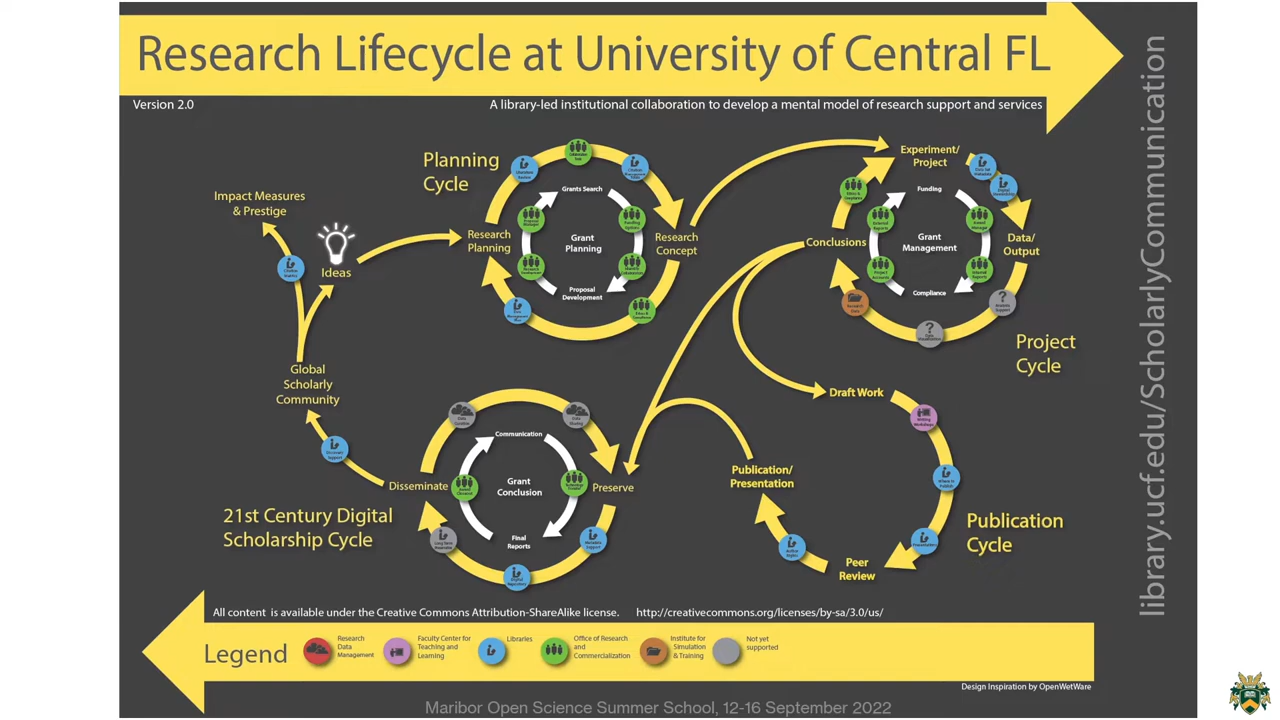 Research Lifecycle at University of Central FL
Version 2.0
A library-led institutional collaboration to develop a mental model of research support and services
library.ucf.edu/ScholarlyCommunication
Planning
Cycle
Grants Search
Grant
Planning
Proposal
Development
Research
Planning
Research
Concept
Impact Measures
& Prestige
Ideas
Global
Scholarly
Community
Experiment/
Project
Funding
Grant
Management
Compliance
Conclusions
Data/
Output
Project
Cycle
Draft Work
Publication/
Presentation
Peer
Review
Publication
Cycle
Communication
Grant
Conclusion
Final
Reports
Disseminate
Preserve
21st Century Digital
Scholarship Cycle
All content is available under the Creative Commons Attribution-ShareAlike license. http://creativecommons.org/licenses/by-sa/3.0/us/
Legend
Research
Data
Management
Faculty Center for
Teaching and
Learning
Libraries
Office of Research
and
Commercialization
Institute for
Simulation
& Training
Not yet
supported
Design Inspiration by OpenWetWare
Maribor Open Science Summer School, 12-16 September 2022